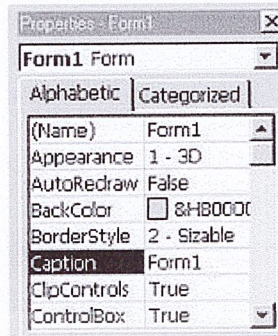 Properties - Form1
Form1 Form
Alphabetic Categorized
(Name) Form1
Appearance 1 - 3D
AutoRedraw False
BackColor &H8000
BorderStyle 2 - Sizable
Caption Form1
ClipControls True
ControlBox True